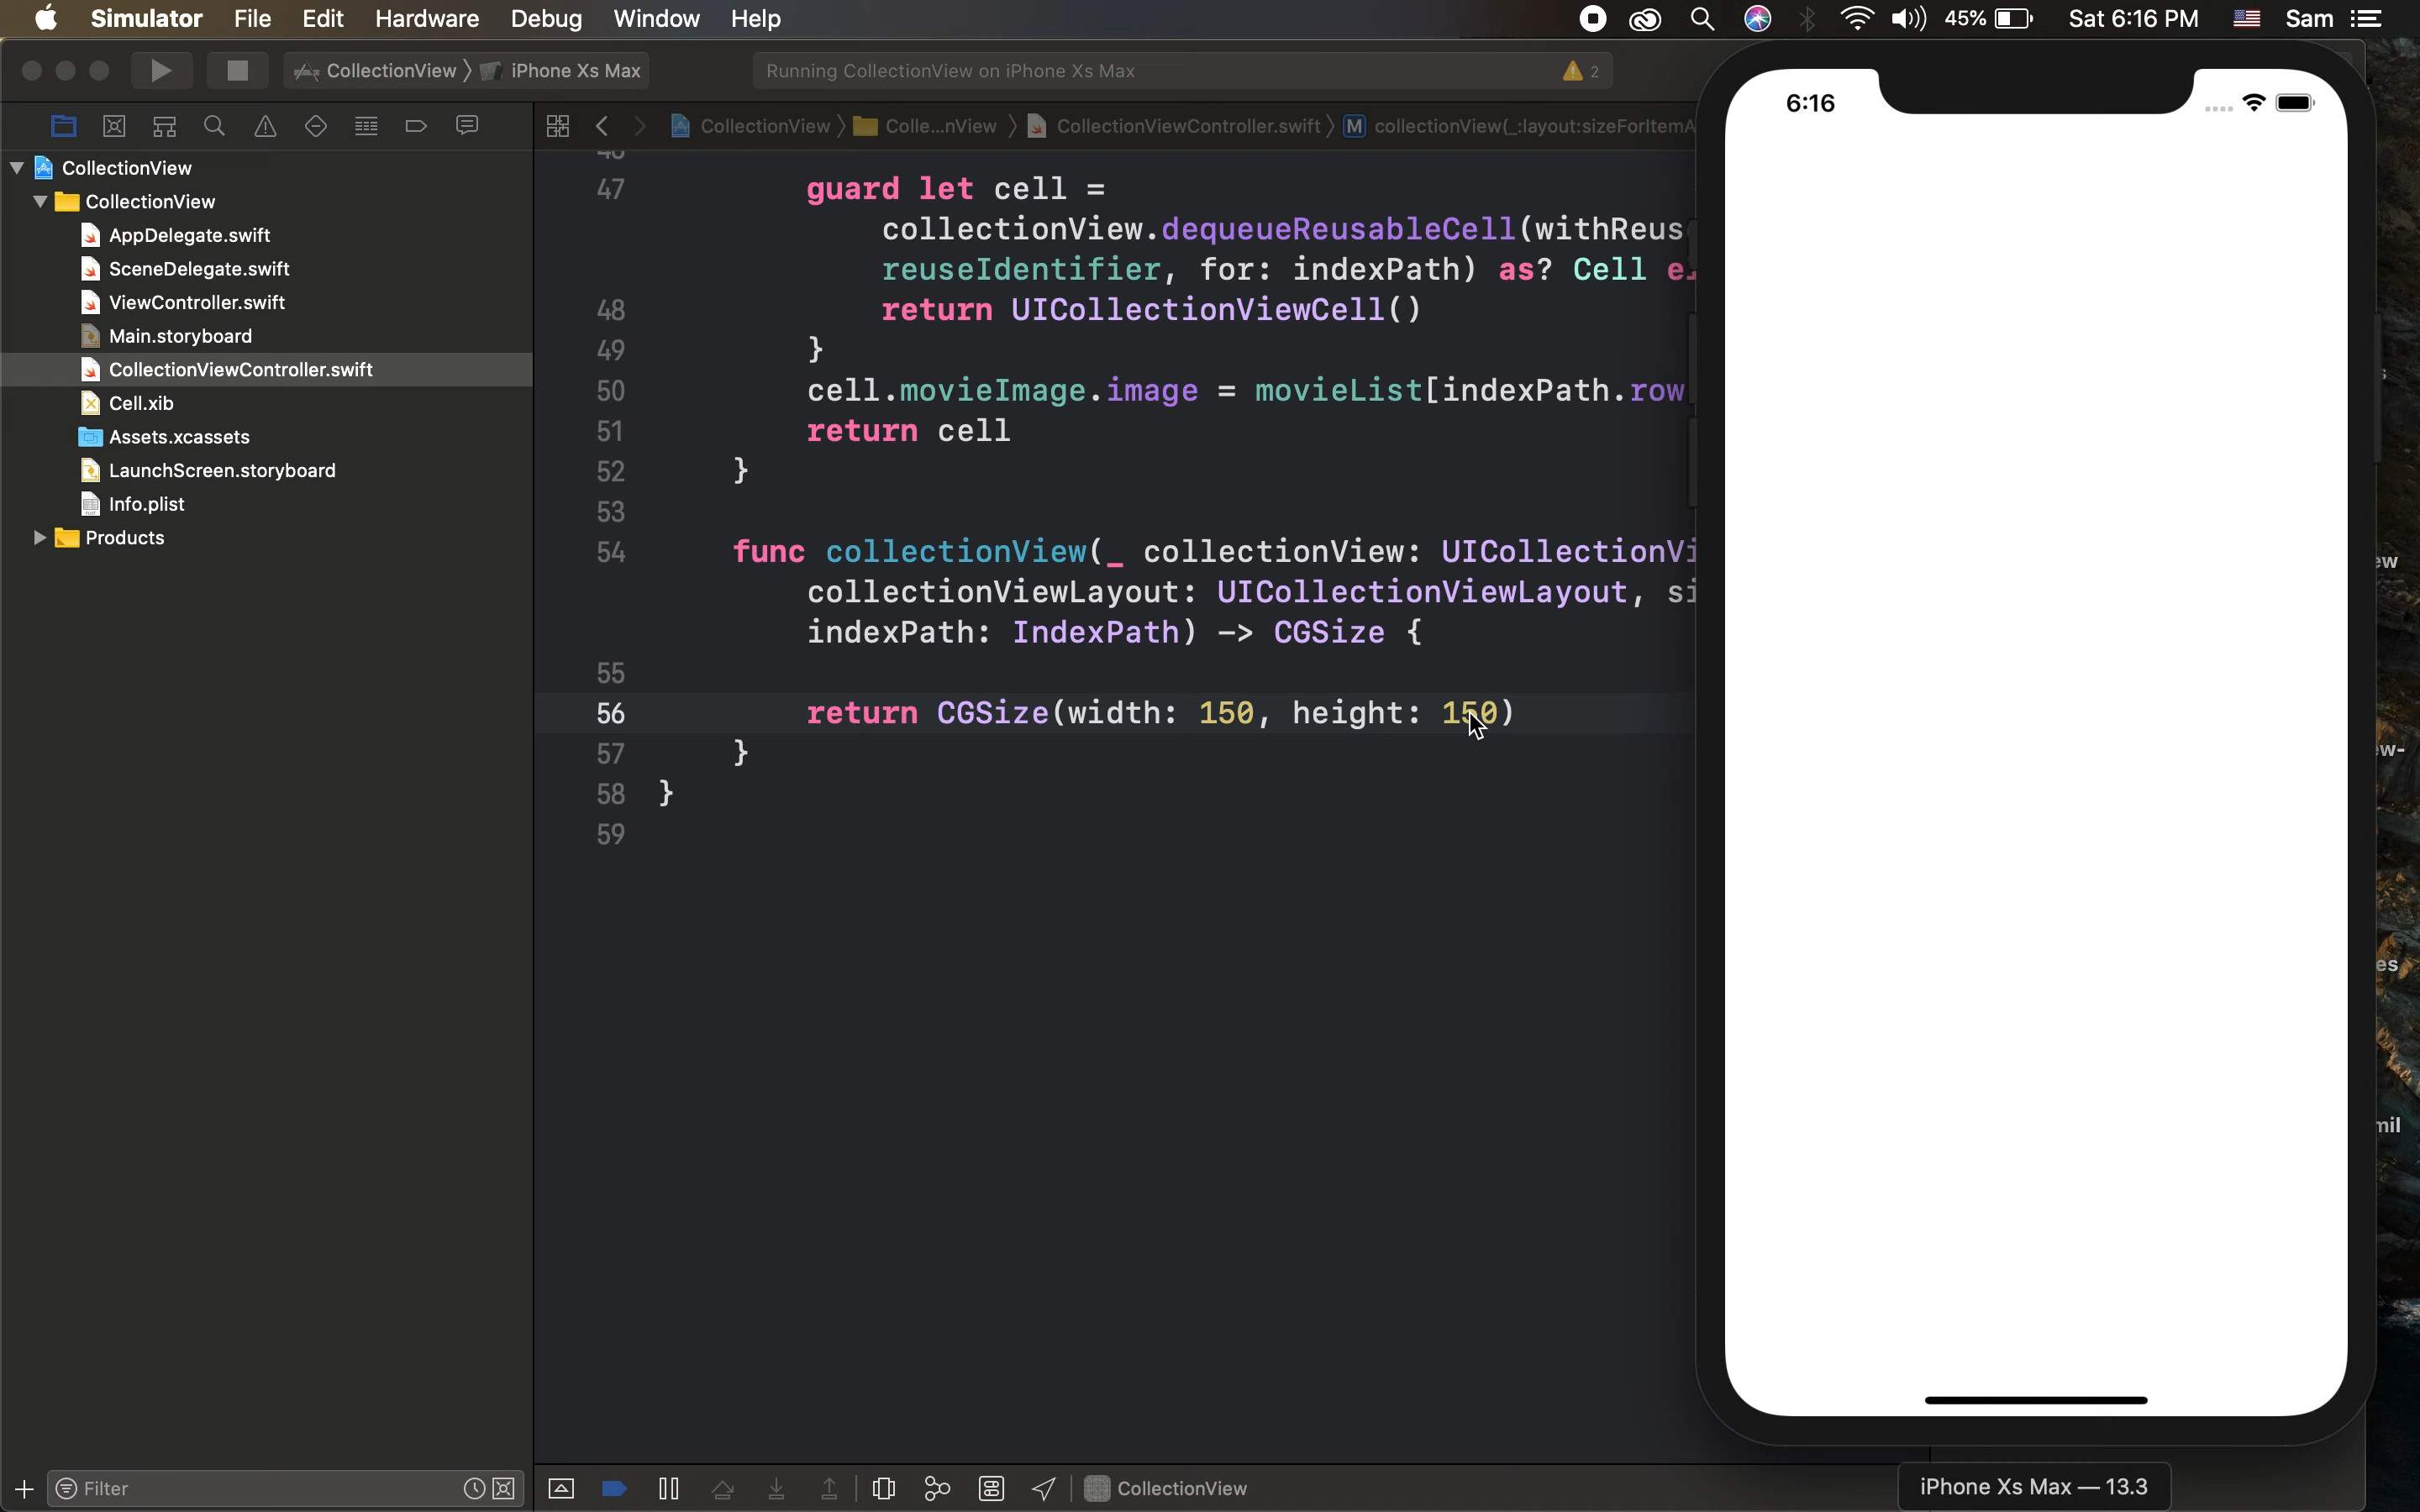 Simulator File Edit Hardware Debug Window Help 45% Sat 6:16 PM Sam
CollectionView iPhone Xs Max Running CollectionView on iPhone Xs Max 2
CollectionView Colle...nView CollectionViewController.swift M collectionView(_:layout:sizeForItemA
CollectionView
CollectionView
AppDelegate.swift
SceneDelegate.swift
ViewController.swift
Main.storyboard
CollectionViewController.swift
Cell.xib
Assets.xcassets
LaunchScreen.storyboard
Info.plist
Products
47 guard let cell =
collectionView.dequeueReusableCell(withReus
reuseIdentifier, for: indexPath) as? Cell el
48 return UICollectionViewCell()
49 }
50 cell.movieImage.image = movieList[indexPath.row
51 return cell
52 }
53
54 func collectionView(_ collectionView: UICollectionVi
collectionViewLayout: UICollectionViewLayout, si
indexPath: IndexPath) -> CGSize {
55
56 return CGSize(width: 150, height: 150)
57 }
58 }
59
6:16
ew
w-
es
mil
Filter
CollectionView
iPhone Xs Max — 13.3